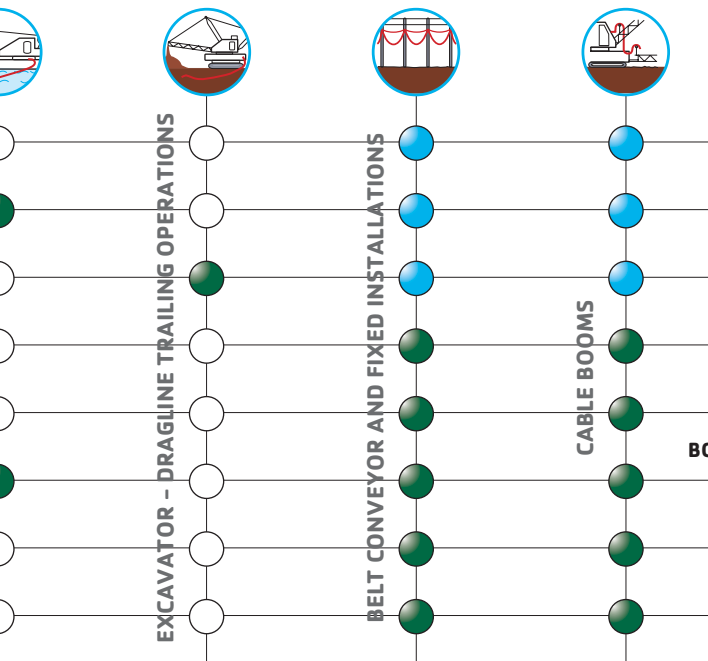 EXCAVATOR – DRAGLINE TRAILING OPERATIONS
BELT CONVEYOR AND FIXED INSTALLATIONS
CABLE BOOMS